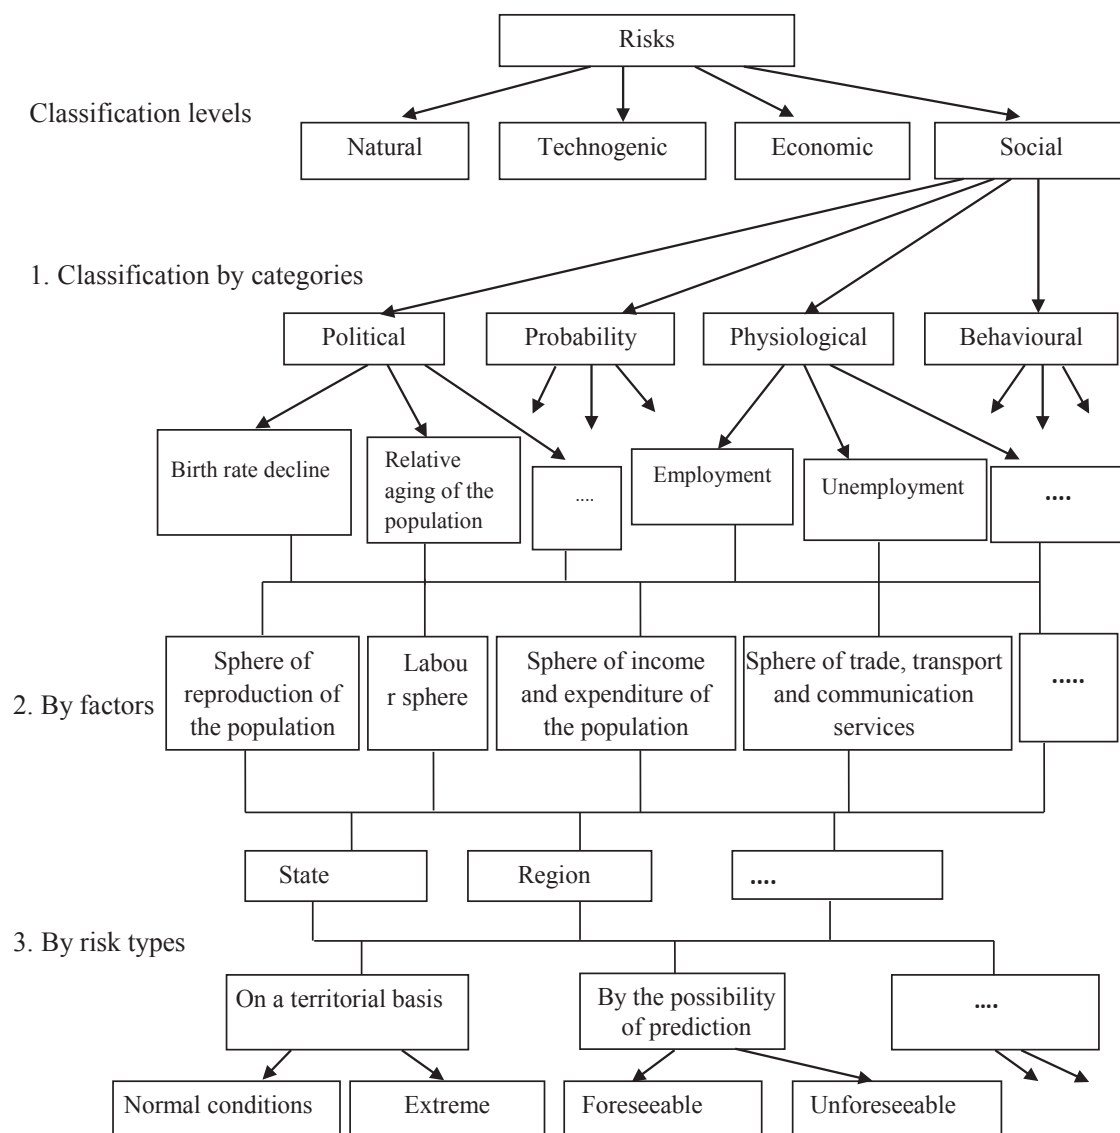 Risks
Classification levels
Natural
Technogenic
Economic
Social
1. Classification by categories
Political
Probability
Physiological
Behavioural
Birth rate decline
Relative
aging of the
population
....
Employment
Unemployment
....
2. By factors
Sphere of
reproduction of
the population
Labou
r sphere
Sphere of income
and expenditure of
the population
Sphere of trade, transport
and communication
services
.....
State
Region
....
3. By risk types
On a territorial basis
By the possibility
of prediction
....
Normal conditions
Extreme
Foreseeable
Unforeseeable